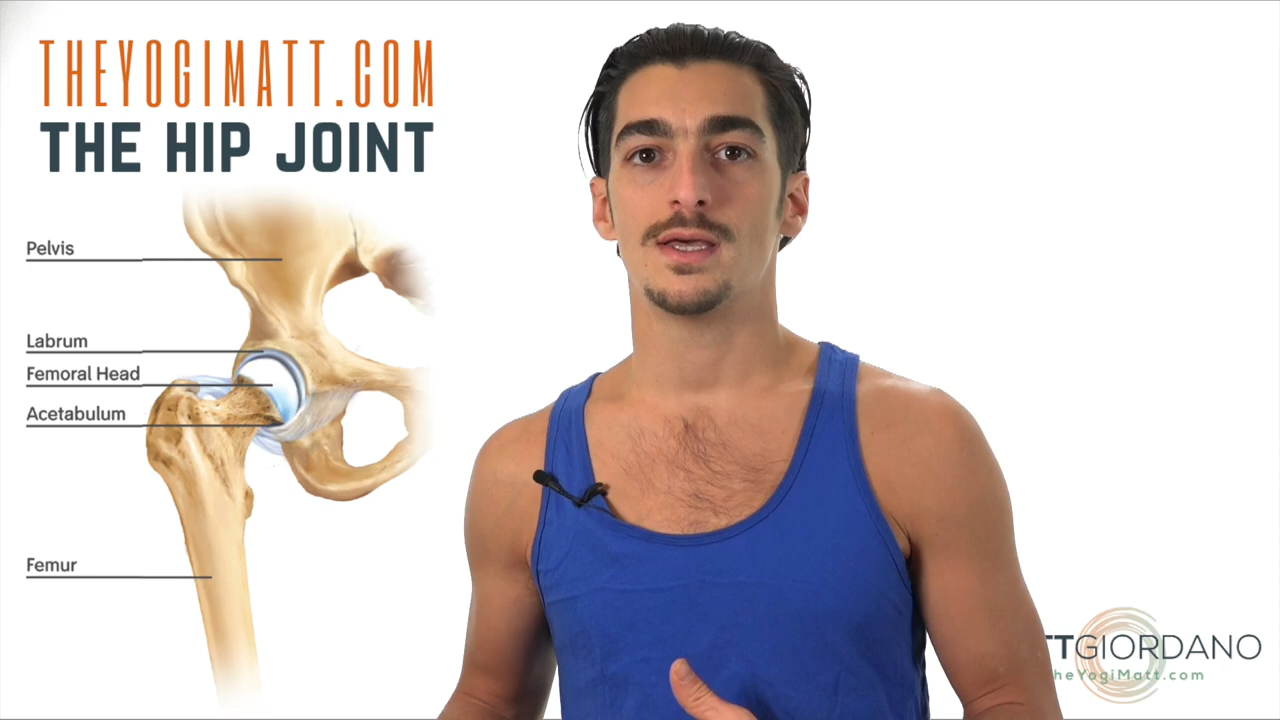 THEYOGIMATT.COM
THE HIP JOINT
Pelvis
Labrum
Femoral Head
Acetabulum
Femur
TTGIORDANO
heYogiMatt.com